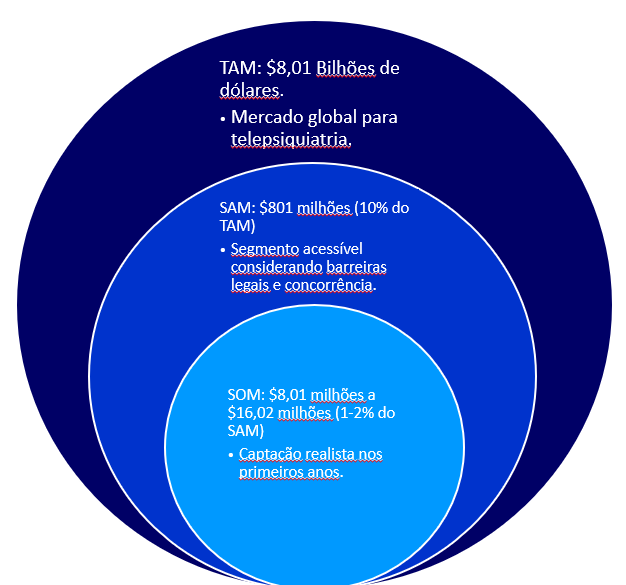 TAM: $8,01 Bilhões de
dólares.
• Mercado global para
telepsiquiatria.
SAM: $801 milhões (10% do
TAM)
• Segmento acessível
considerando barreiras
legais e concorrência.
SOM: $8,01 milhões a
$16,02 milhões (1-2% do
SAM)
• Captação realista nos
primeiros anos.